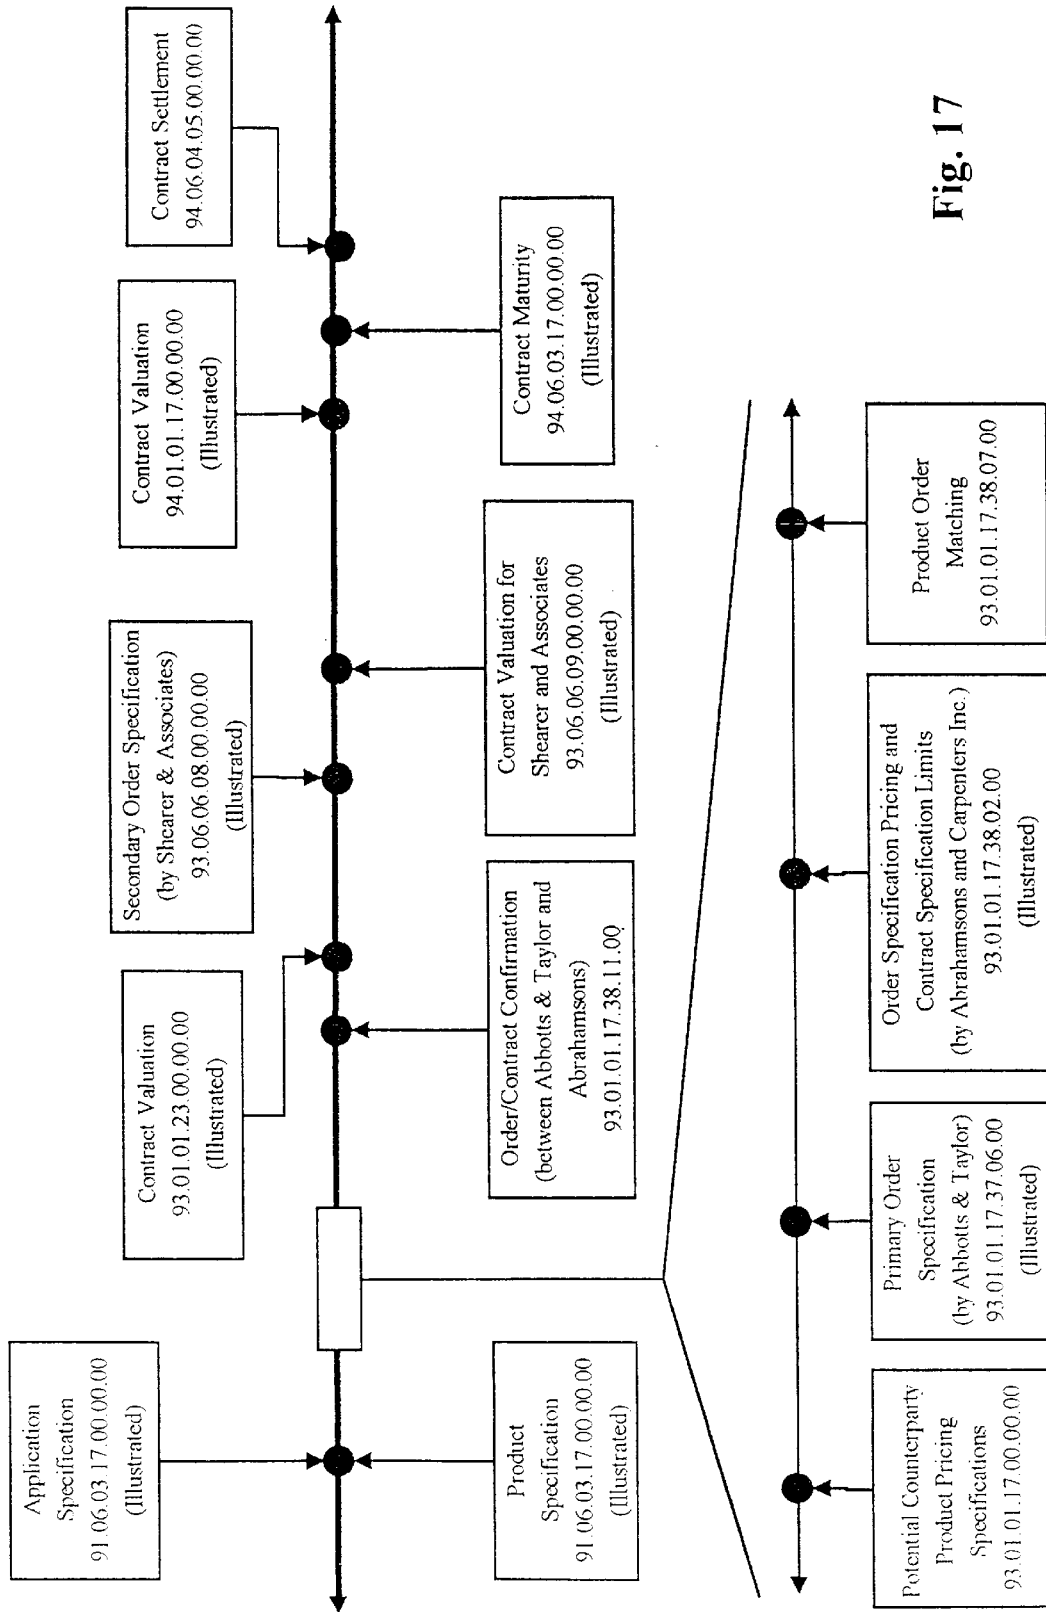 Application
Specification
91.06.03.17.00.00.00
(Illustrated)
Product
Specification
91.06.03.17.00.00.00
(Illustrated)
Contract Valuation
93.01.01.23.00.00.00
(Illustrated)
Order/Contract Confirmation
(between Abbotts & Taylor and
Abrahamsons)
93.01.01.17.38.11.00
Secondary Order Specification
(by Shearer & Associates)
93.06.06.08.00.00.00
(Illustrated)
Contract Valuation for
Shearer and Associates
93.06.06.09.00.00.00
(Illustrated)
Contract Valuation
94.01.01.17.00.00.00
(Illustrated)
Contract Maturity
94.06.03.17.00.00.00
(Illustrated)
Contract Settlement
94.06.04.05.00.00.00
Potential Counterparty
Product Pricing
Specifications
93.01.01.17.00.00.00
Primary Order
Specification
(by Abbotts & Taylor)
93.01.01.17.37.06.00
(Illustrated)
Order Specification Pricing and
Contract Specification Limits
(by Abrahamsons and Carpenters Inc.)
93.01.01.17.38.02.00
(Illustrated)
Product Order
Matching
93.01.01.17.38.07.00
Fig. 17